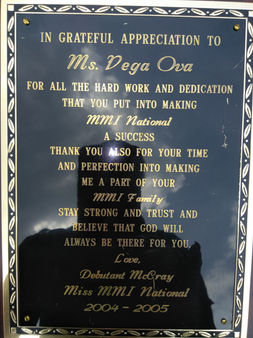 IN GRATEFUL APPRECIATION TO
Ms. Dega Ova
FOR ALL THE HARD WORK AND DEDICATION
THAT YOU PUT INTO MAKING
MMI National
A SUCCESS
THANK YOU ALSO FOR YOUR TIME
AND PERFECTION INTO MAKING
ME A PART OF YOUR
MMI Family
STAY STRONG AND TRUST AND
BELIEVE THAT GOD WILL
ALWAYS BE THERE FOR YOU
Love,
Debutant McCray
Miss MMI National
2004 - 2005